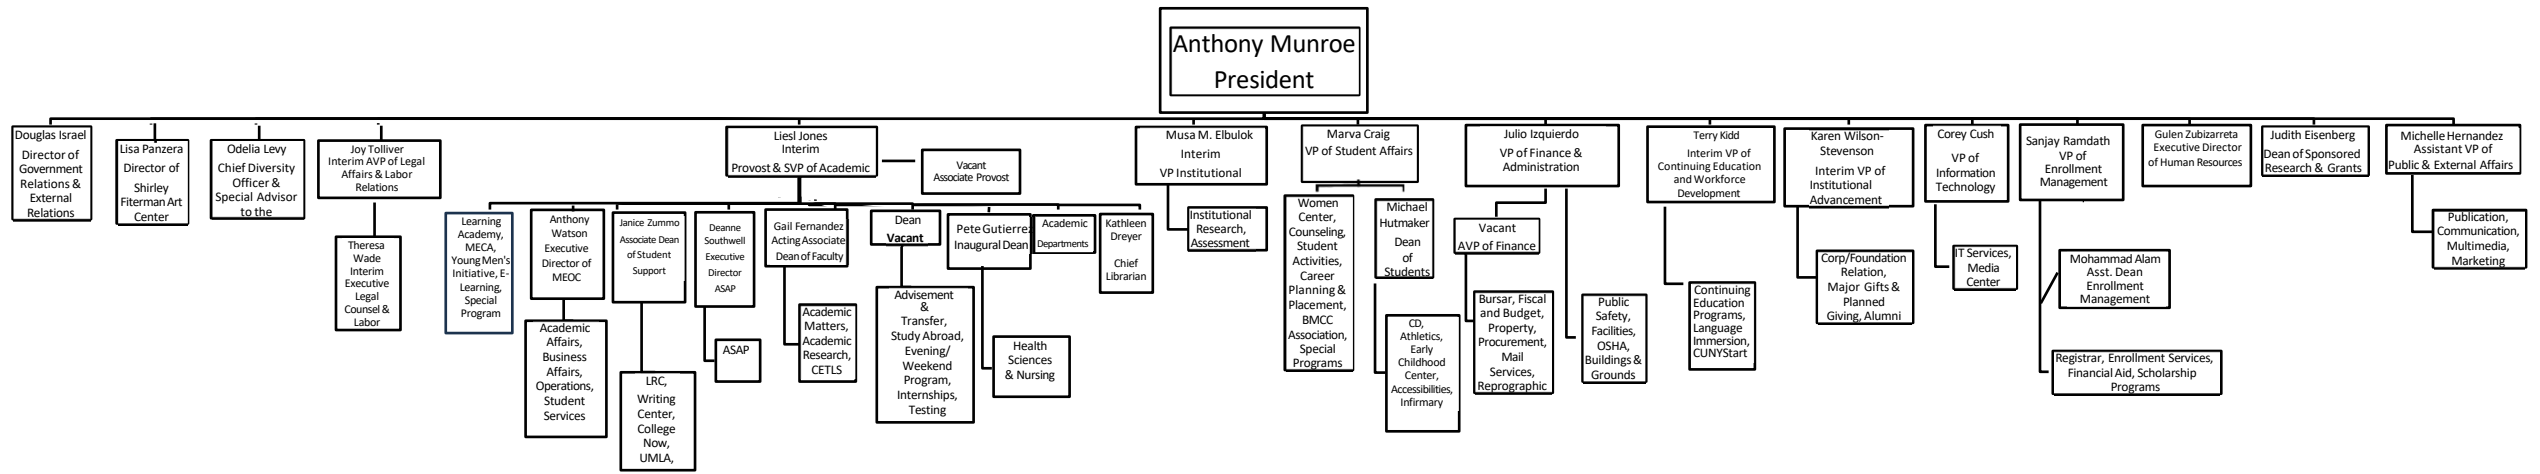 Anthony Munroe
President
Douglas Israel
Director of
Government
Relations &
External
Relations
Lisa Panzera
Director of
Shirley
Fiterman Art
Center
Odelia Levy
Chief Diversity
Officer &
Special Advisor
to the
Joy Tolliver
Interim AVP of Legal
Affairs & Labor
Relations
Theresa
Wade
Interim
Executive
Legal
Counsel &
Labor
Liesl Jones
Interim
Provost & SVP of Academic
Vacant
Associate Provost
Learning
Academy,
MECA,
Young Men's
Initiative, E-
Learning,
Special
Program
Anthony
Watson
Executive
Director of
MEOC
Academic
Affairs,
Business
Affairs,
Operations,
Student
Services
Janice Zummo
Associate Dean
of Student
Support
LRC,
Writing
Center,
College
Now,
UMLA,
Deanne
Southwell
Executive
Director
ASAP
ASAP
Gail Fernandez
Acting Associate
Dean of Faculty
Academic
Matters,
Academic
Research,
CETLS
Dean
Vacant
Advisement
&
Transfer,
Study Abroad,
Evening/
Weekend
Program,
Internships,
Testing
Pete Gutierrez
Inaugural Dean
Health
Sciences
& Nursing
Academic
Departments
Kathleen
Dreyer
Chief
Librarian
Musa M. Elbulok
Interim
VP Institutional
Institutional
Research,
Assessment
Marva Craig
VP of Student Affairs
Women
Center,
Counseling,
Student
Activities,
Career
Planning &
Placement,
BMCC
Association,
Special
Programs
Michael
Hutmaker
Dean
of
Students
CD,
Athletics,
Early
Childhood
Center,
Accessibilities,
Infirmary
Julio Izquierdo
VP of Finance &
Administration
Vacant
AVP of Finance
Bursar, Fiscal
and Budget,
Property,
Procurement,
Mail
Services,
Reprographic
Public
Safety,
Facilities,
OSHA,
Buildings &
Grounds
Terry Kidd
Interim VP of
Continuing Education
and Workforce
Development
Continuing
Education
Programs,
Language
Immersion,
CUNYStart
Karen Wilson-
Stevenson
Interim VP of
Institutional
Advancement
Corp/Foundation
Relation,
Major Gifts &
Planned
Giving, Alumni
Corey Cush
VP of
Information
Technology
IT Services,
Media
Center
Sanjay Ramdath
VP of
Enrollment
Management
Mohammad Alam
Asst. Dean
Enrollment
Management
Registrar, Enrollment Services,
Financial Aid, Scholarship
Programs
Gulen Zubizarreta
Executive Director
of Human Resources
Judith Eisenberg
Dean of Sponsored
Research & Grants
Michelle Hernandez
Assistant VP of
Public & External Affairs
Publication,
Communication,
Multimedia,
Marketing